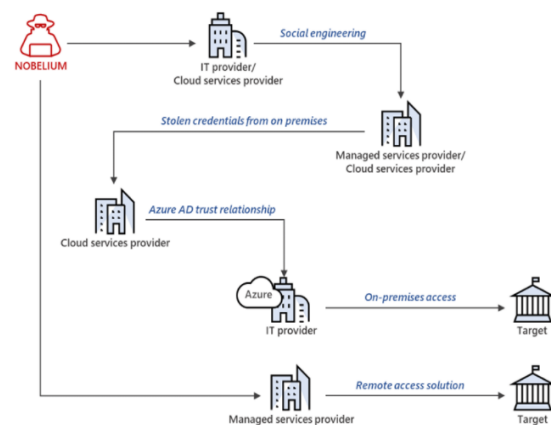 NOBELIUM
IT provider/
Cloud services provider
Social engineering
Managed services provider/
Cloud services provider
Stolen credentials from on premises
Cloud services provider
Azure AD trust relationship
Azure
IT provider
On-premises access
Target
Managed services provider
Remote access solution
Target